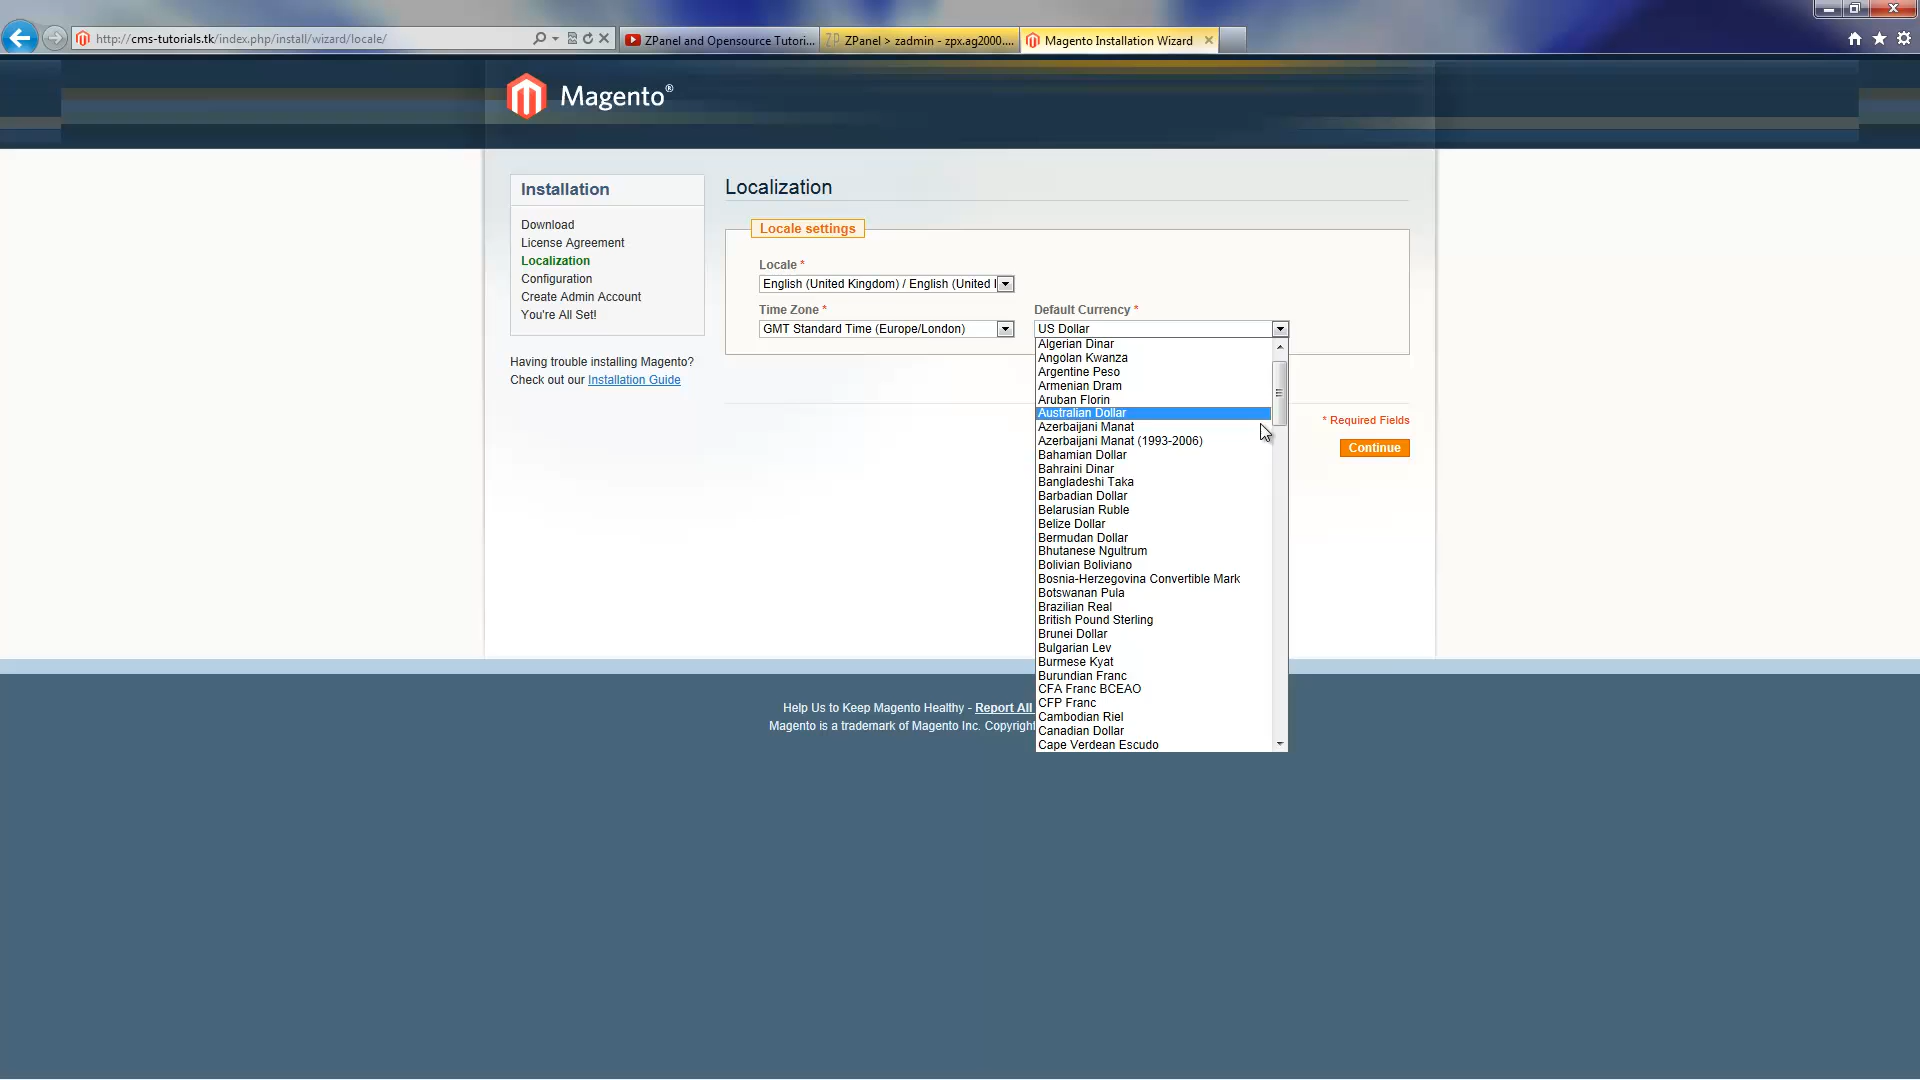 http://cms-tutorials.tk/index.php/install/wizard/locale/
ZPanel and Opensource Tutori...
ZPanel > zadmin - zpx.ag2000....
Magento Installation Wizard
Magento®
Installation
Download
License Agreement
Localization
Configuration
Create Admin Account
You're All Set!
Having trouble installing Magento?
Check out our Installation Guide
Localization
Locale settings
Locale *
English (United Kingdom) / English (United
Time Zone *
GMT Standard Time (Europe/London)
Default Currency *
US Dollar
Algerian Dinar
Angolan Kwanza
Argentine Peso
Armenian Dram
Aruban Florin
Australian Dollar
Azerbaijani Manat
Azerbaijani Manat (1993-2006)
Bahamian Dollar
Bahraini Dinar
Bangladeshi Taka
Barbadian Dollar
Belarusian Ruble
Belize Dollar
Bermudan Dollar
Bhutanese Ngultrum
Bolivian Boliviano
Bosnia-Herzegovina Convertible Mark
Botswanan Pula
Brazilian Real
British Pound Sterling
Brunei Dollar
Bulgarian Lev
Burmese Kyat
Burundian Franc
CFA Franc BCEAO
CFP Franc
Cambodian Riel
Canadian Dollar
Cape Verdean Escudo
* Required Fields
Continue
Help Us to Keep Magento Healthy - Report All
Magento is a trademark of Magento Inc. Copyright